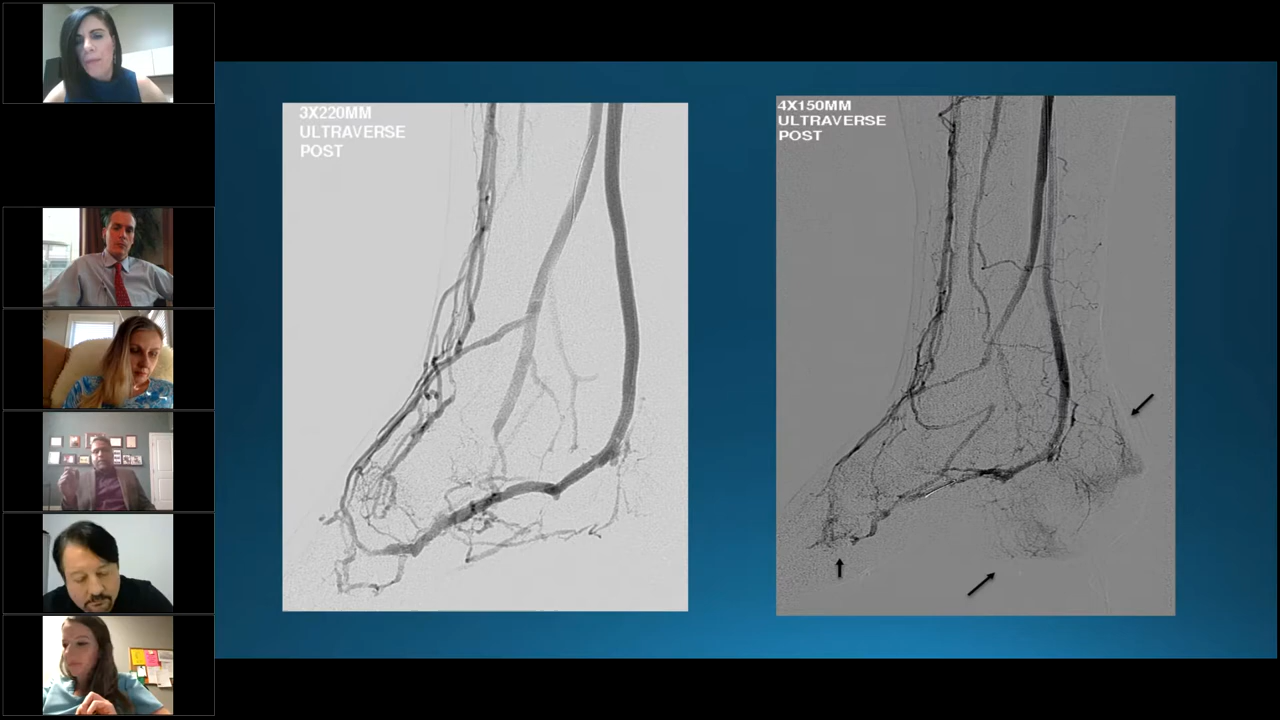 3X220MM
ULTRAVERSE
POST
4X150MM
ULTRAVERSE
POST